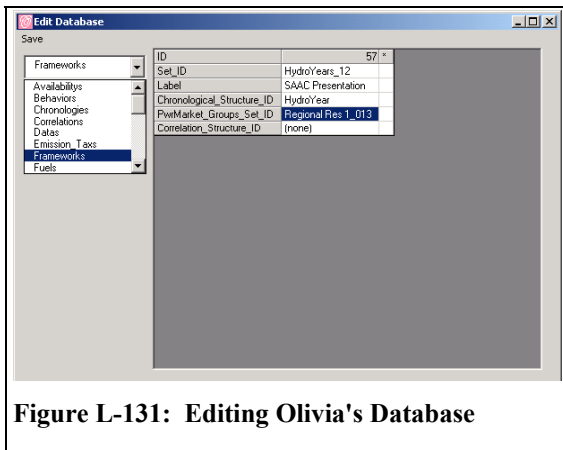 Edit Database
Save
Frameworks
Availabilitys
Behaviors
Chronologies
Correlations
Datas
Emission_Taxs
Frameworks
Fuels
ID 57 *
Set_ID HydroYears_12
Label SAAC Presentation
Chronological_Structure_ID HydroYear
PwrMarket_Groups_Set_ID Regional Res 1_013
Correlation_Structure_ID (none)
Figure L-131: Editing Olivia's Database